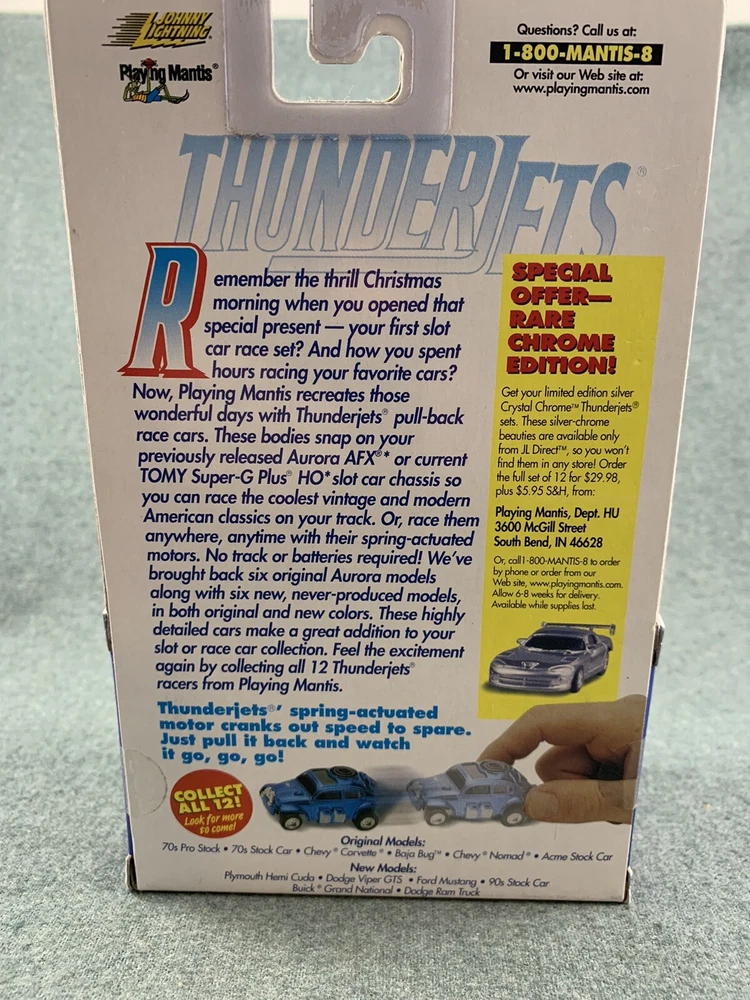 JOHNNY
LIGHTNING
Playing Mantis®
Questions? Call us at:
1-800-MANTIS-8
Or visit our Web site at:
www.playingmantis.com
THUNDERJETS®
Remember the thrill Christmas
morning when you opened that
special present — your first slot
car race set? And how you spent
hours racing your favorite cars?
Now, Playing Mantis recreates those
wonderful days with Thunderjets® pull-back
race cars. These bodies snap on your
previously released Aurora AFX®* or current
TOMY Super-G Plus® HO* slot car chassis so
you can race the coolest vintage and modern
American classics on your track. Or, race them
anywhere, anytime with their spring-actuated
motors. No track or batteries required! We've
brought back six original Aurora models
along with six new, never-produced models,
in both original and new colors. These highly
detailed cars make a great addition to your
slot or race car collection. Feel the excitement
again by collecting all 12 Thunderjets®
racers from Playing Mantis.
Thunderjets®' spring-actuated
motor cranks out speed to spare.
Just pull it back and watch
it go, go, go!
SPECIAL
OFFER—
RARE
CHROME
EDITION!
Get your limited edition silver
Crystal Chrome™ Thunderjets®
sets. These silver-chrome
beauties are available only
from JL Direct™, so you won't
find them in any store! Order
the full set of 12 for $29.98,
plus $5.95 S&H, from:
Playing Mantis, Dept. HU
3600 McGill Street
South Bend, IN 46628
Or, call 1-800-MANTIS-8 to order
by phone or order from our
Web site, www.playingmantis.com.
Allow 6-8 weeks for delivery.
Available while supplies last.
COLLECT
ALL 12!
Look for more
to come!
Original Models:
70s Pro Stock • 70s Stock Car • Chevy® Corvette® • Baja Bug™ • Chevy® Nomad® • Acme Stock Car
New Models:
Plymouth Hemi Cuda • Dodge Viper GTS • Ford Mustang • 90s Stock Car
Buick® Grand National • Dodge Ram Truck